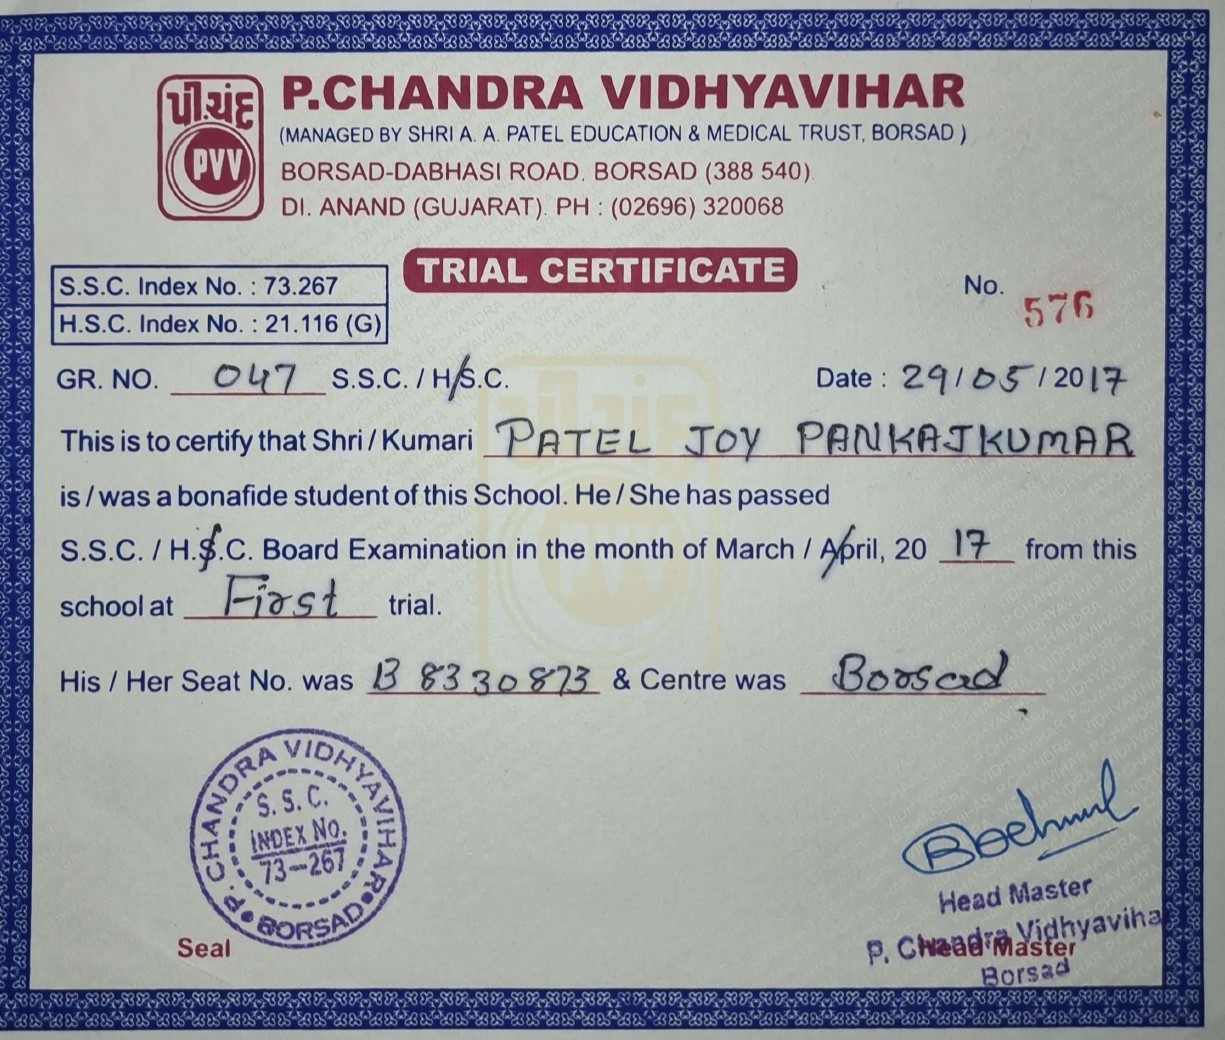 પી.ચંદ્ર
PVV
P.CHANDRA VIDHYAVIHAR
(MANAGED BY SHRI A. A. PATEL EDUCATION & MEDICAL TRUST, BORSAD )
BORSAD-DABHASI ROAD, BORSAD (388 540)
DI. ANAND (GUJARAT). PH : (02696) 320068
TRIAL CERTIFICATE
S.S.C. Index No. : 73.267
H.S.C. Index No. : 21.116 (G)
No. 576
GR. NO. 047 S.S.C. / H.S.C.
Date : 29/05/2017
This is to certify that Shri / Kumari PATEL JOY PANKAJKUMAR
is / was a bonafide student of this School. He / She has passed
S.S.C. / H.S.C. Board Examination in the month of March / April, 20 17 from this
school at First trial.
His / Her Seat No. was B 8330873 & Centre was Borsad
P. CHANDRA VIDHYAVIHAR
S. S. C.
INDEX NO.
73-267
BORSAD
Seal
Head Master
P. Chandra Vidhyaviha
Head Master
Borsad